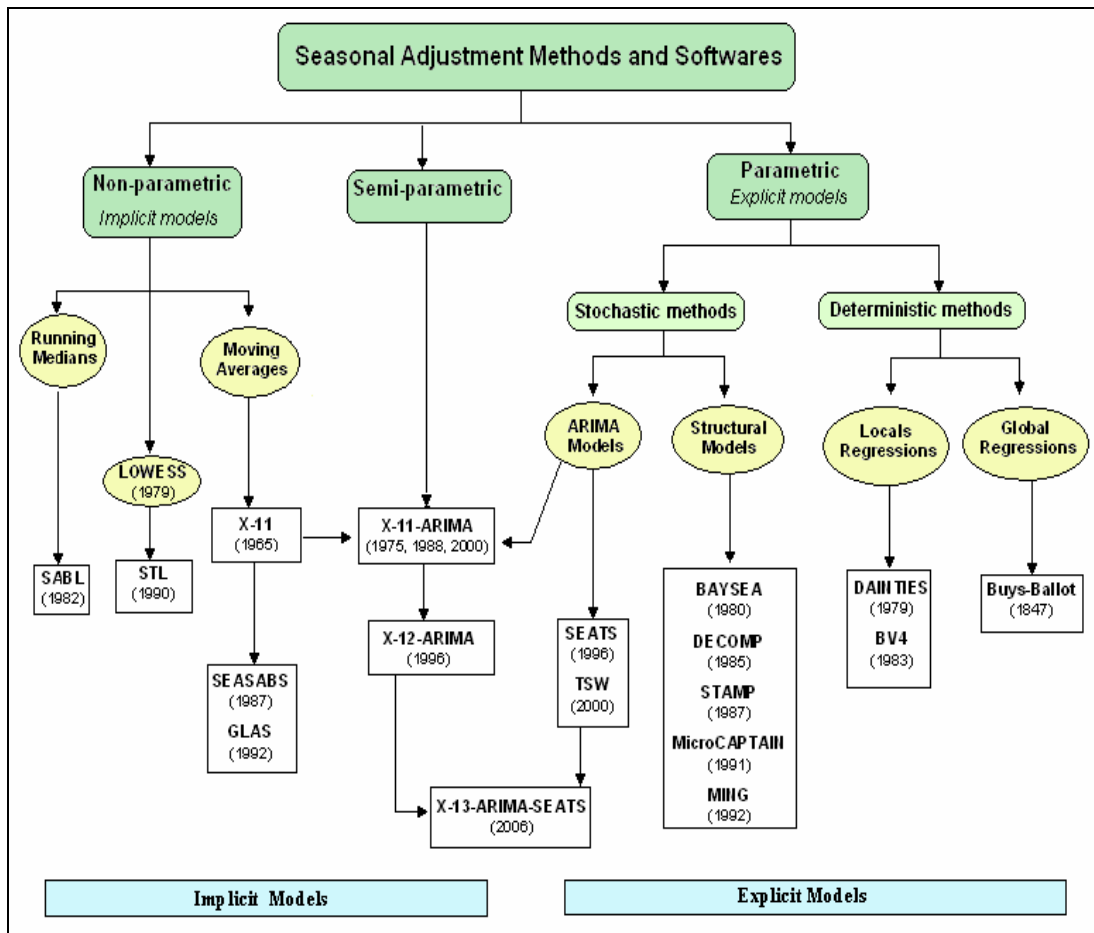 Seasonal Adjustment Methods and Softwares
Non-parametric
Implicit models
Semi-parametric
Parametric
Explicit models
Stochastic methods
Deterministic methods
Running
Medians
Moving
Averages
ARIMA
Models
Structural
Models
Locals
Regressions
Global
Regressions
LOWESS
(1979)
X-11
(1965)
X-11-ARIMA
(1975, 1988, 2000)
SABL
(1982)
STL
(1990)
BAYSEA
(1980)
DECOMP
(1985)
STAMP
(1987)
MicroCAPTAIN
(1991)
MING
(1992)
DAINTIES
(1979)
BV4
(1983)
Buys-Ballot
(1847)
X-12-ARIMA
(1996)
SEATS
(1996)
TSW
(2000)
SEASABS
(1987)
GLAS
(1992)
X-13-ARIMA-SEATS
(2006)
Implicit Models
Explicit Models